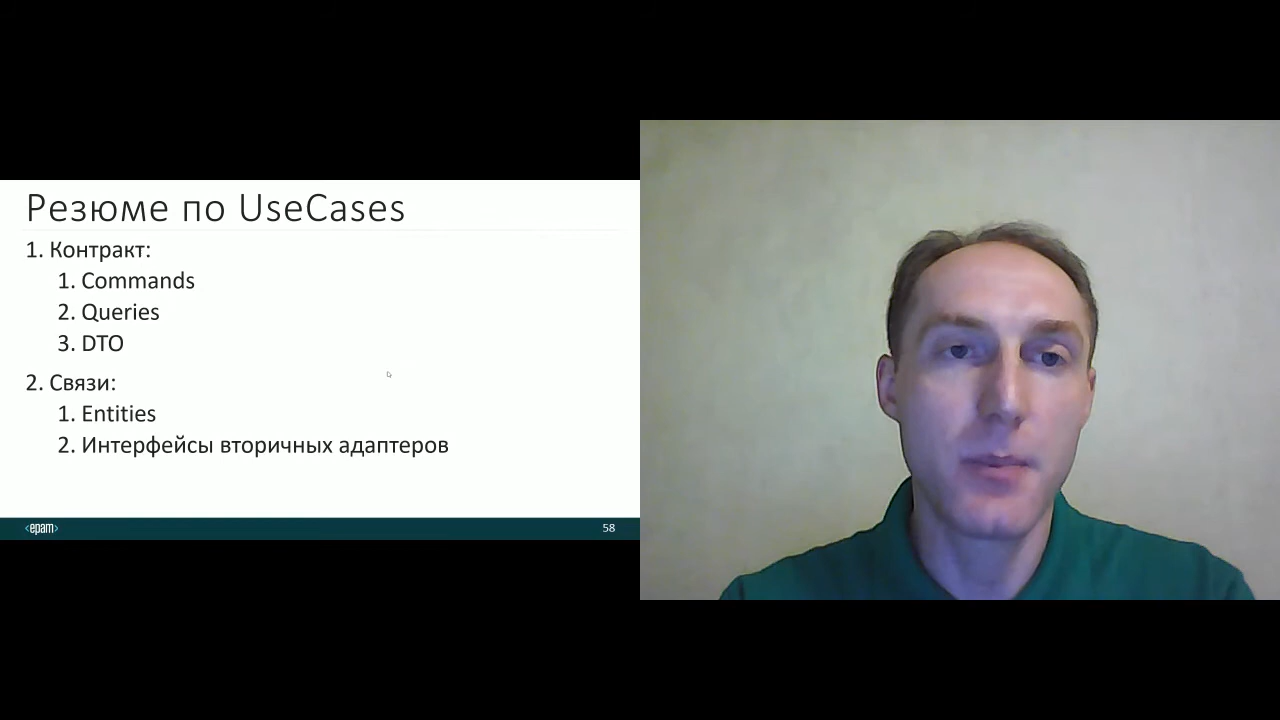 Резюме по UseCases
1. Контракт:
1. Commands
2. Queries
3. DTO
2. Связи:
1. Entities
2. Интерфейсы вторичных адаптеров
<epam>
58